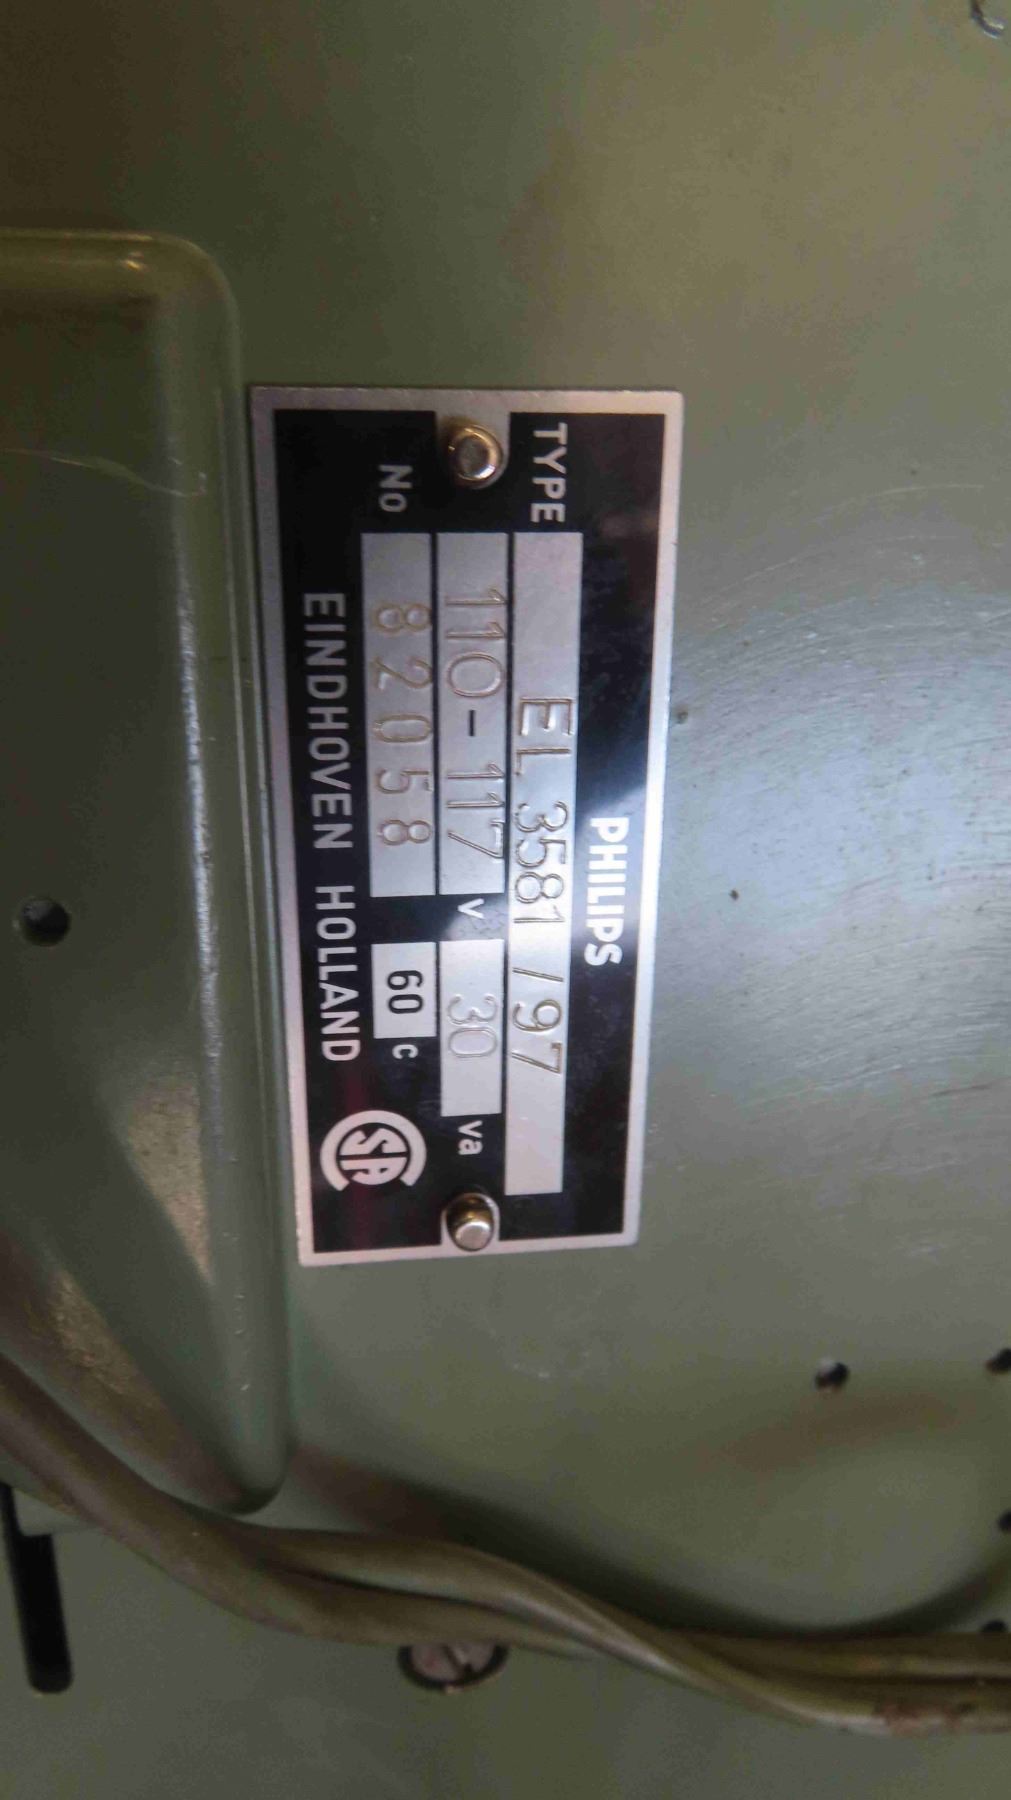 PHILIPS
TYPE EL 3581 / 97
110-117 V 30 va
No 82058 60 c
EINDHOVEN HOLLAND SA